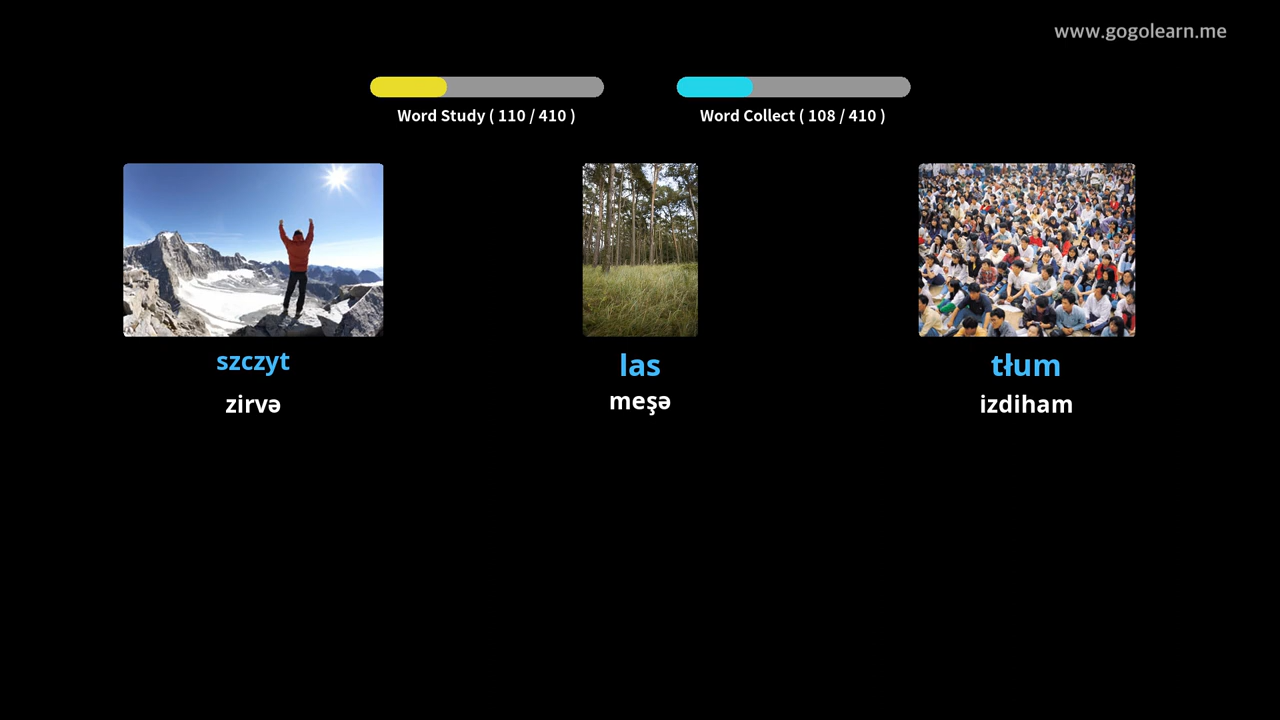 www.gogolearn.me
Word Study ( 110 / 410 )
Word Collect ( 108 / 410 )
szczyt
las
tłum
zirvə
meşə
izdiham